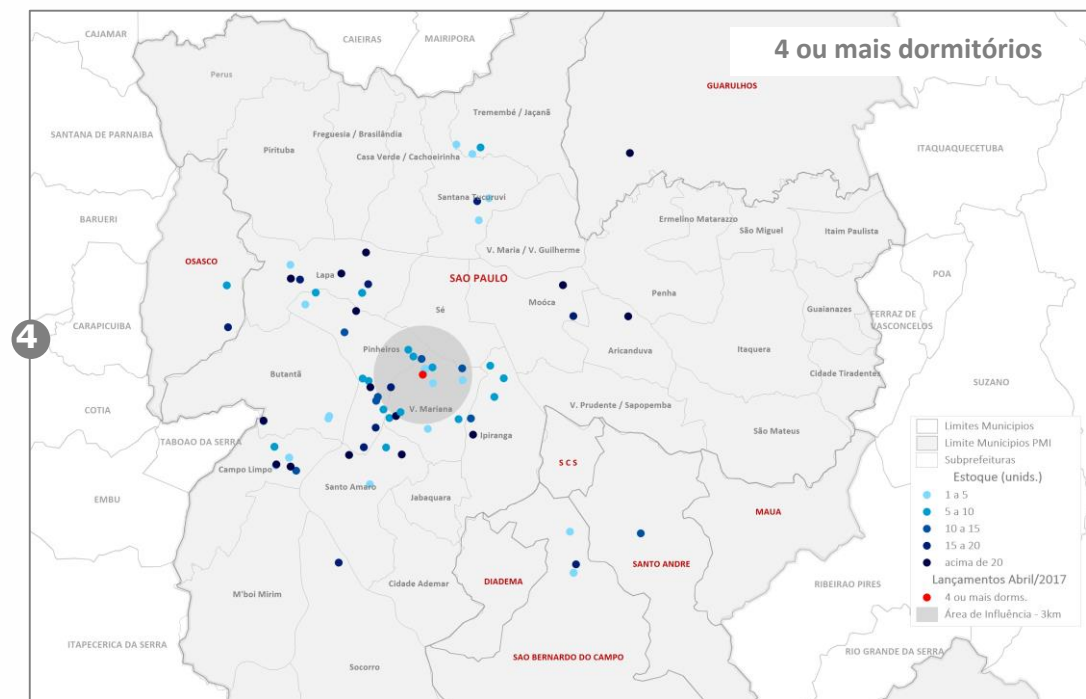 4 ou mais dormitórios
CAJAMAR
CAIEIRAS
MAIRIPORA
Perus
GUARULHOS
Tremembé / Jaçanã
SANTANA DE PARNAIBA
Freguesia / Brasilândia
Pirituba
Casa Verde / Cachoeirinha
ITAQUAQUECETUBA
Santana Tucuruvi
BARUERI
Ermelino Matarazzo
São Miguel
Itaim Paulista
V. Maria / V. Guilherme
OSASCO
Lapa
SAO PAULO
POA
Penha
Moóca
Guaianazes
Sé
FERRAZ DE
VASCONCELOS
CARAPICUIBA
4
Pinheiros
Aricanduva
Itaquera
Butantã
Cidade Tiradentes
SUZANO
COTIA
V. Mariana
V. Prudente / Sapopemba
São Mateus
TABOAO DA SERRA
Ipiranga
Campo Limpo
S C S
Santo Amaro
EMBU
Jabaquara
MAUA
Limites Municipios
Limite Municipios PMI
Subprefeituras
Estoque (unids.)
1 a 5
5 a 10
10 a 15
15 a 20
acima de 20
Lançamentos Abril/2017
4 ou mais dorms.
Área de Influência - 3km
SANTO ANDRE
DIADEMA
Cidade Ademar
M'boi Mirim
RIBEIRAO PIRES
ITAPECERICA DA SERRA
RIO GRANDE DA SERRA
SAO BERNARDO DO CAMPO
Socorro